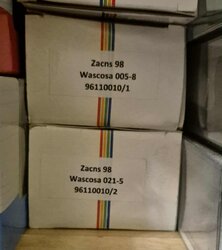 Zacns 98
Wascosa 005-8
96110010/1
Zacns 98
Wascosa 021-5
96110010/2